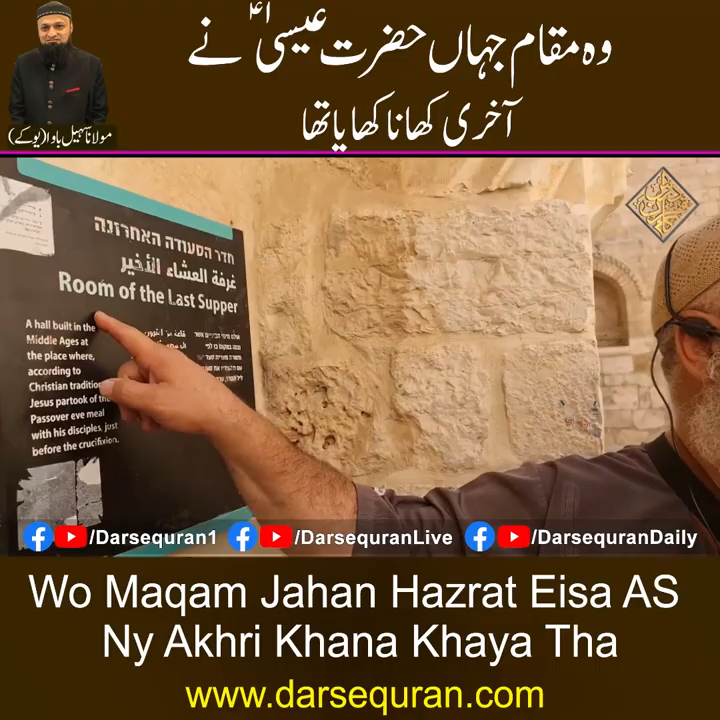 وہ مقام جہاں حضرت عیسیٰؑ نے
آخری کھانا کھایا تھا
مولانا سہیل باوا (یو کے)
חדר הסעודה האחרונה
غرفة العشاء الأخير
Room of the Last Supper
A hall built in the
Middle Ages at
the place where,
according to
Christian tradition
Jesus partook of the
Passover eve meal
with his disciples, just
before the crucifixion.
/Darsequran1 /DarsequranLive /DarsequranDaily
Wo Maqam Jahan Hazrat Eisa AS
Ny Akhri Khana Khaya Tha
www.darsequran.com